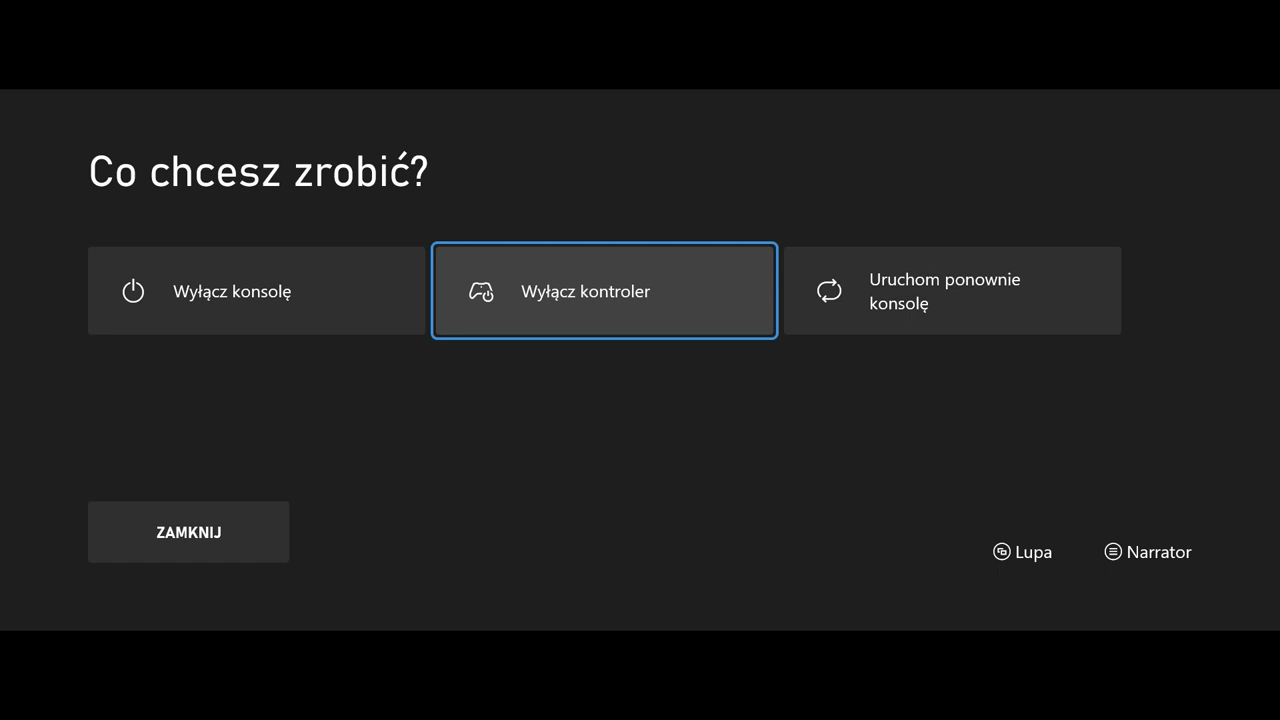 Co chcesz zrobić?
Wyłącz konsolę
Wyłącz kontroler
Uruchom ponownie
konsolę
ZAMKNIJ
Lupa
Narrator